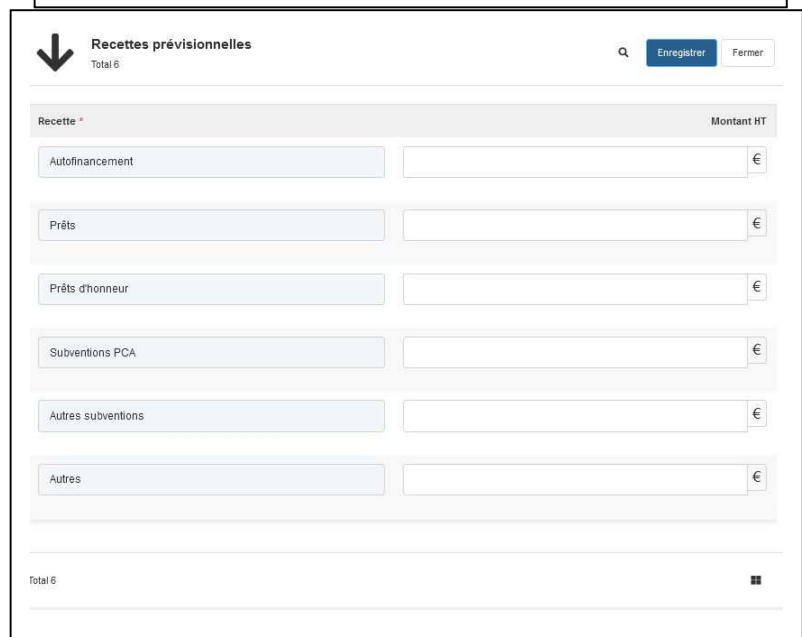 Recettes prévisionnelles
Total 6
Enregistrer
Fermer
Recette *
Montant HT
Autofinancement
€
Prêts
€
Prêts d'honneur
€
Subventions PCA
€
Autres subventions
€
Autres
€
Total 6